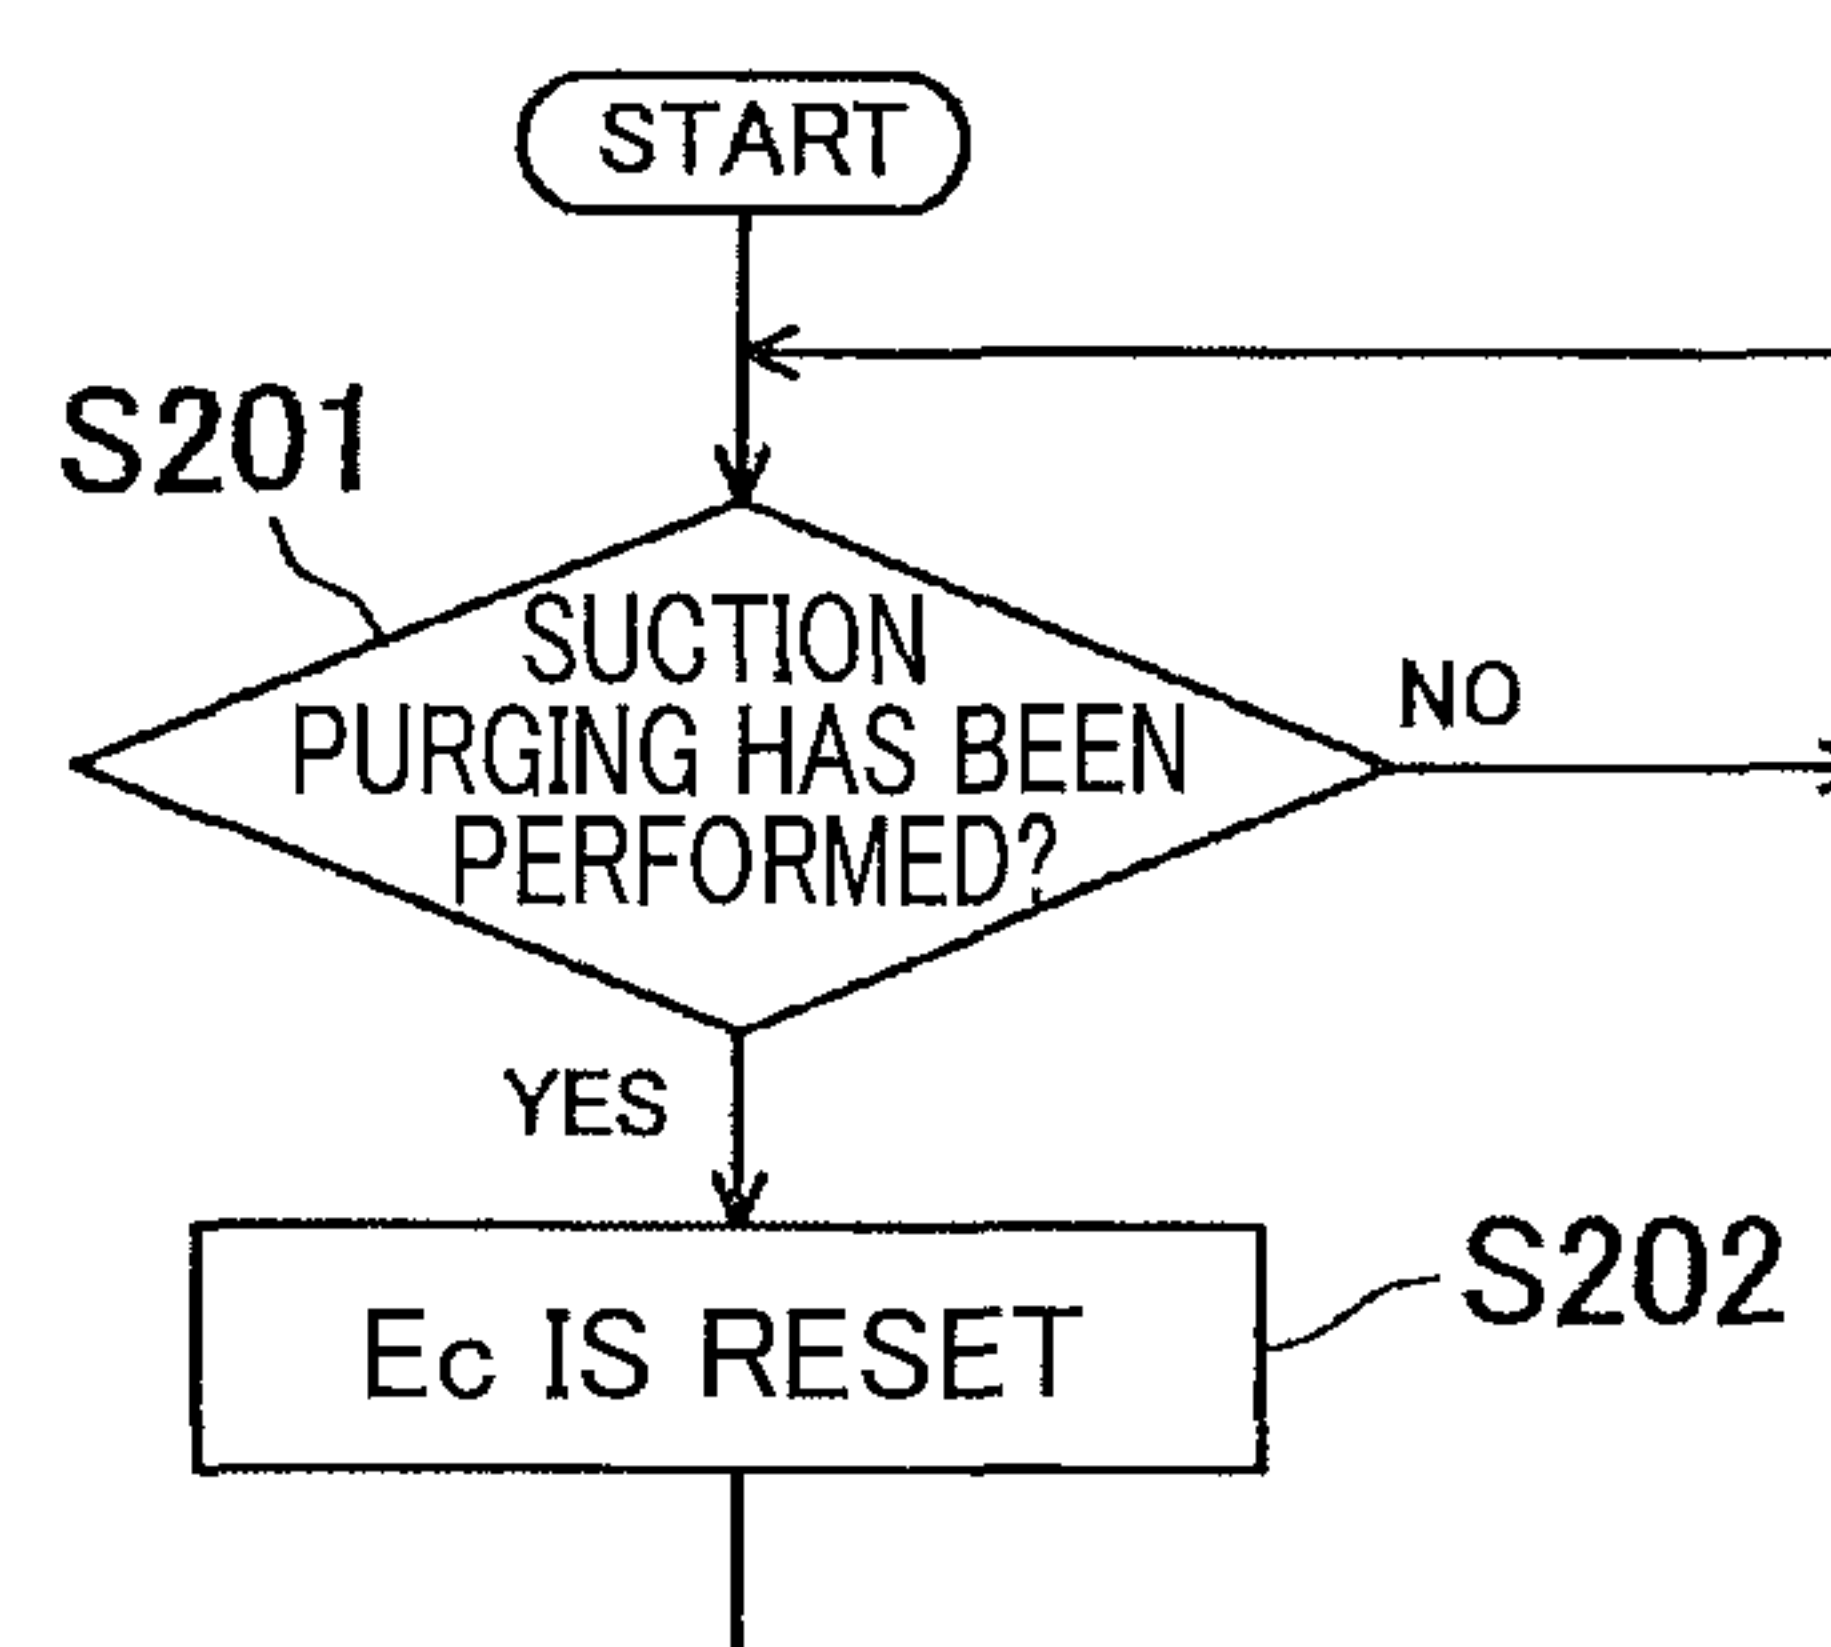 START
S201
SUCTION
PURGING HAS BEEN
PERFORMED?
NO
YES
Ec IS RESET
S202